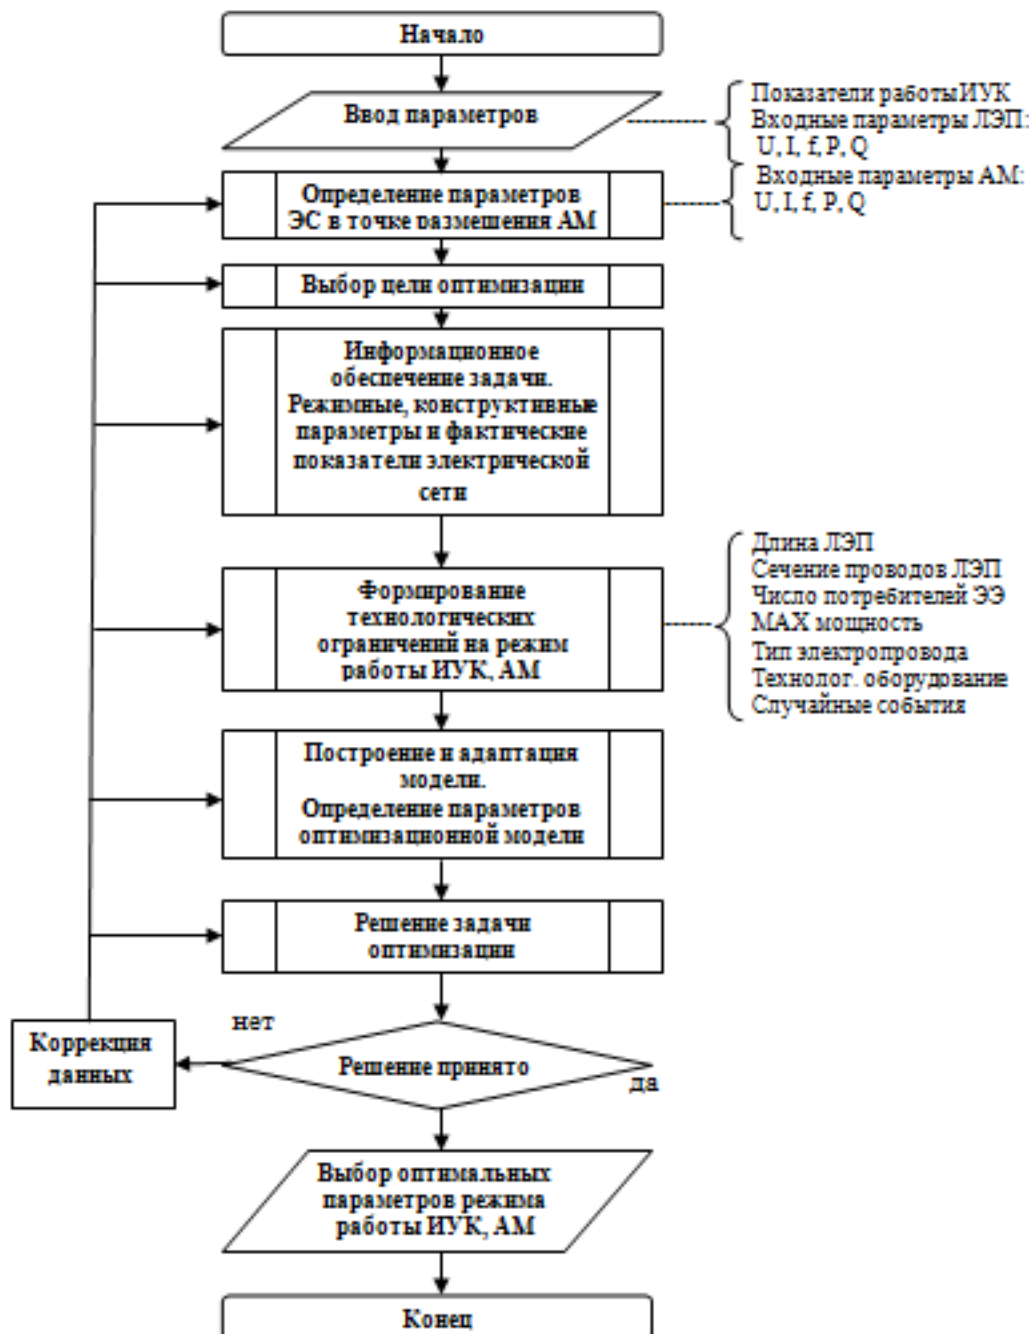 Начало
Ввод параметров
Показатели работы ИУК
Входные параметры ЛЭП:
U, I, f, P, Q
Определение параметров
ЭС в точке размещения АМ
Входные параметры АМ:
U, I, f, P, Q
Выбор цели оптимизации
Информационное
обеспечение задачи.
Режимные, конструктивные
параметры и фактические
показатели электрической
сети
Формирование
технологических
ограничений на режим
работы ИУК, АМ
Длина ЛЭП
Сечение проводов ЛЭП
Число потребителей ЭЭ
МАХ мощность
Тип электропровода
Технолог. оборудование
Случайные события
Построение и адаптация
модели.
Определение параметров
оптимизационной модели
Решение задачи
оптимизации
нет
Коррекция
данных
Решение принято
да
Выбор оптимальных
параметров режима
работы ИУК, АМ
Конец